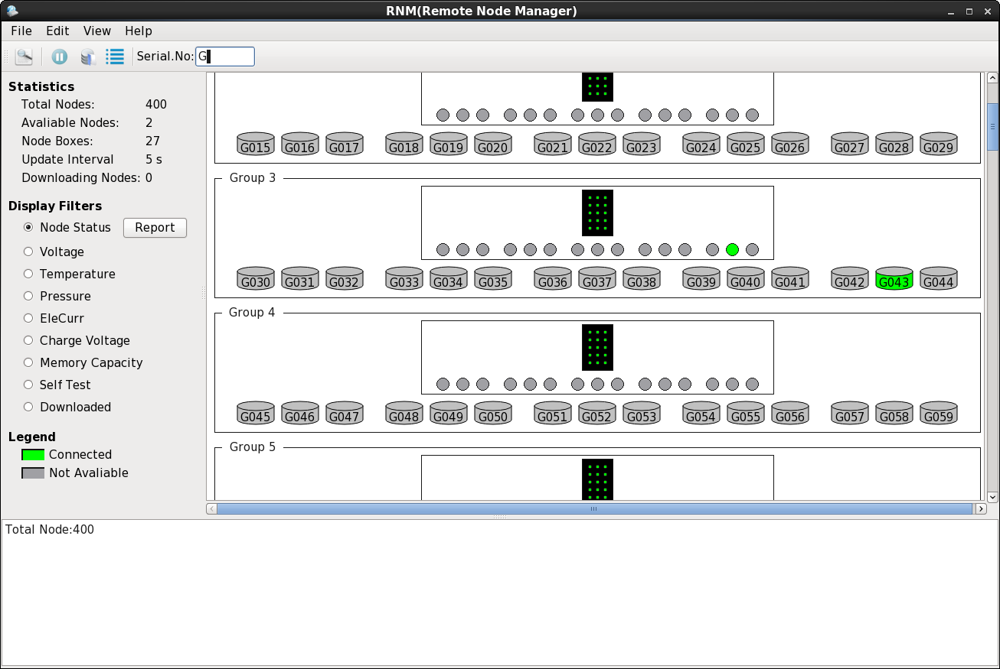 RNM(Remote Node Manager)
File Edit View Help
Serial.No: G
Statistics
Total Nodes: 400
Avaliable Nodes: 2
Node Boxes: 27
Update Interval 5 s
Downloading Nodes: 0
Display Filters
Node Status Report
Voltage
Temperature
Pressure
EleCurr
Charge Voltage
Memory Capacity
Self Test
Downloaded
Legend
Connected
Not Avaliable
G015 G016 G017 G018 G019 G020 G021 G022 G023 G024 G025 G026 G027 G028 G029
Group 3
G030 G031 G032 G033 G034 G035 G036 G037 G038 G039 G040 G041 G042 G043 G044
Group 4
G045 G046 G047 G048 G049 G050 G051 G052 G053 G054 G055 G056 G057 G058 G059
Group 5
Total Node:400